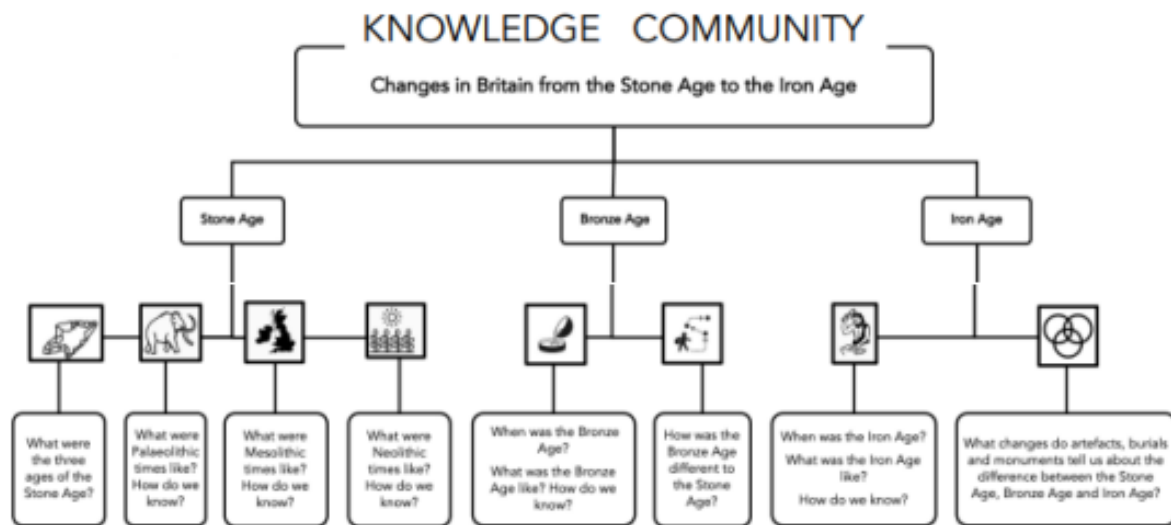 KNOWLEDGE COMMUNITY
Changes in Britain from the Stone Age to the Iron Age
Stone Age
Bronze Age
Iron Age
What were
the three
ages of the
Stone Age?
What were
Palaeolithic
times like?
How do we
know?
What were
Mesolithic
times like?
How do we
know?
What were
Neolithic
times like?
How do we
know?
When was the Bronze
Age?
What was the Bronze
Age like? How do we
know?
How was the
Bronze Age
different to
the Stone
Age?
When was the Iron Age?
What was the Iron Age
like?
How do we know?
What changes do artefacts, burials
and monuments tell us about the
difference between the Stone
Age, Bronze Age and Iron Age?